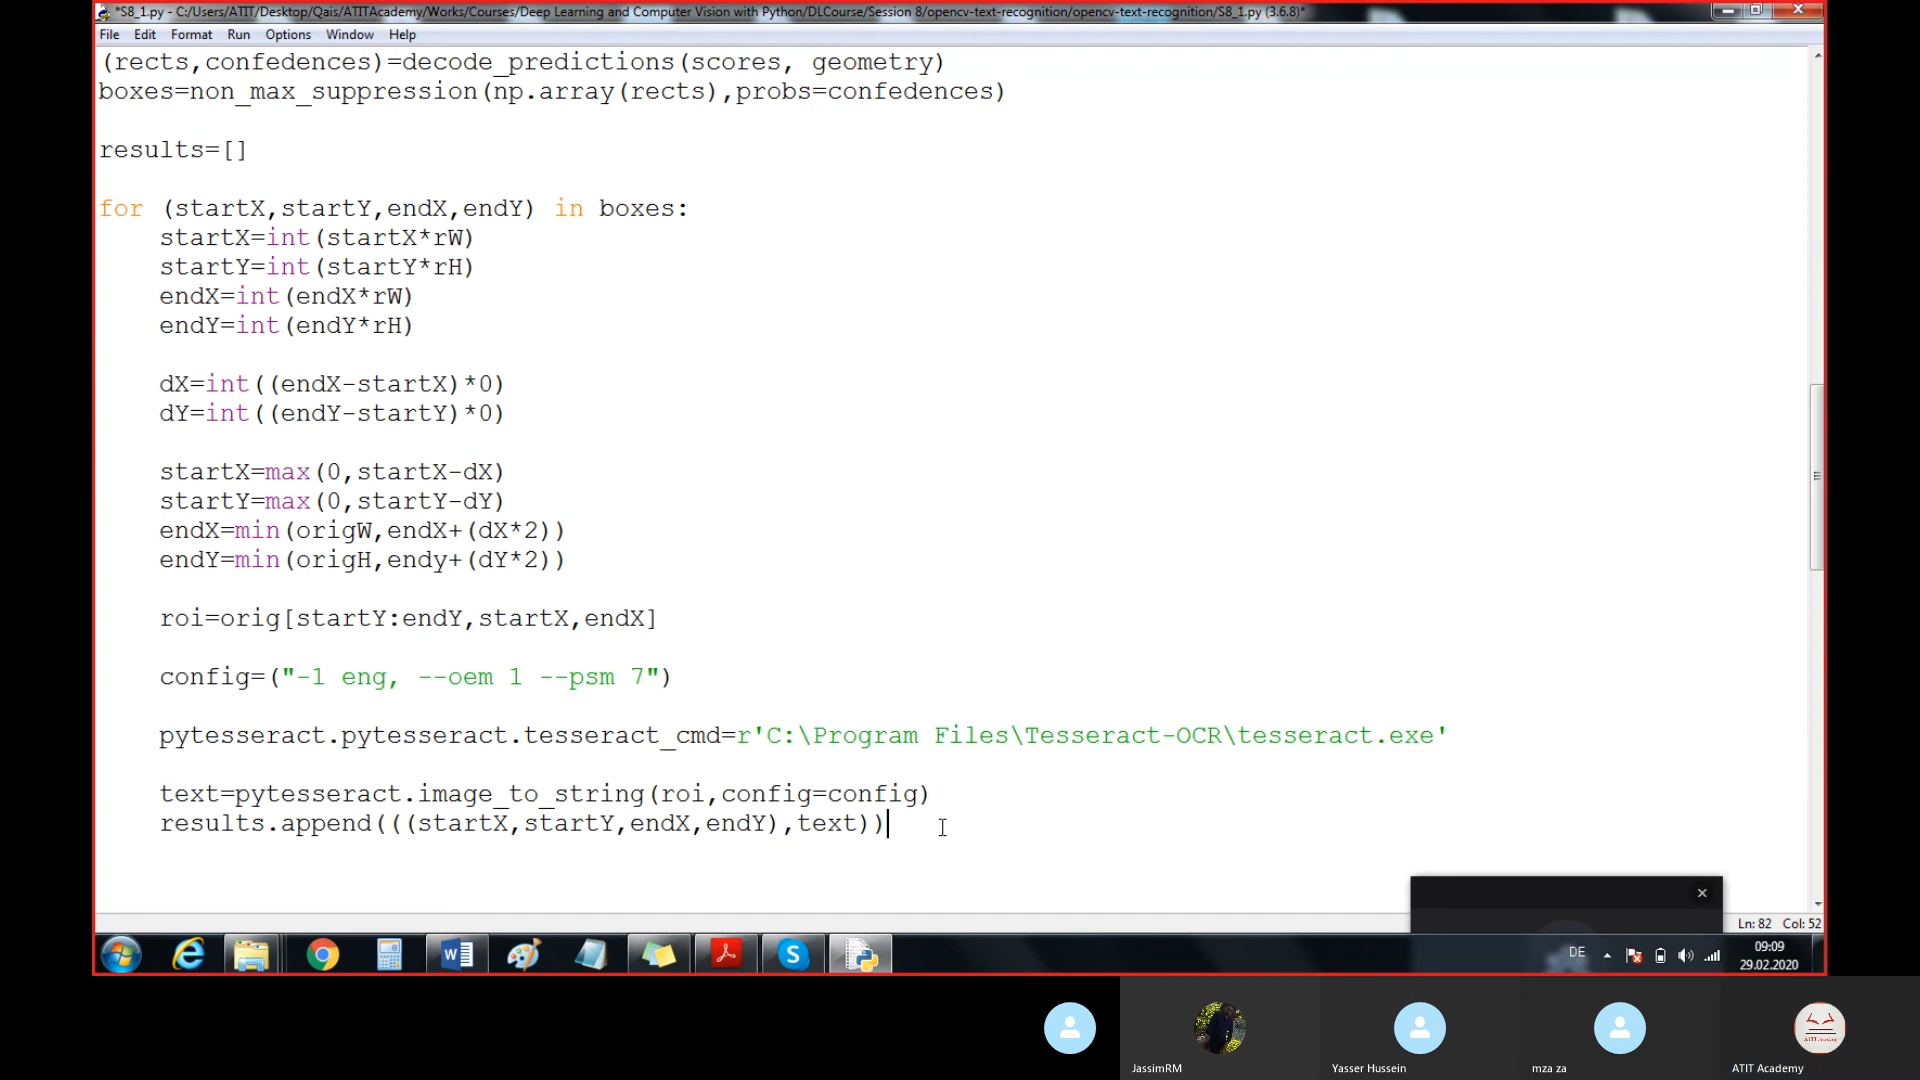 *S8_1.py - C:/Users/ATIT/Desktop/Qais/ATITAcademy/Works/Courses/Deep Learning and Computer Vision with Python/DLCourse/Session 8/opencv-text-recognition/opencv-text-recognition/S8_1.py (3.6.8)*
File Edit Format Run Options Window Help
(rects,confedences)=decode_predictions(scores, geometry)
boxes=non_max_suppression(np.array(rects),probs=confedences)
results=[]
for (startX,startY,endX,endY) in boxes:
startX=int(startX*rW)
startY=int(startY*rH)
endX=int(endX*rW)
endY=int(endY*rH)
dX=int((endX-startX)*0)
dY=int((endY-startY)*0)
startX=max(0,startX-dX)
startY=max(0,startY-dY)
endX=min(origW,endX+(dX*2))
endY=min(origH,endy+(dY*2))
roi=orig[startY:endY,startX,endX]
config=("-1 eng, --oem 1 --psm 7")
pytesseract.pytesseract.tesseract_cmd=r'C:\Program Files\Tesseract-OCR\tesseract.exe'
text=pytesseract.image_to_string(roi,config=config)
results.append(((startX,startY,endX,endY),text))
Ln: 82 Col: 52
DE
09:09
29.02.2020
JassimRM
Yasser Hussein
mza za
ATIT Academy